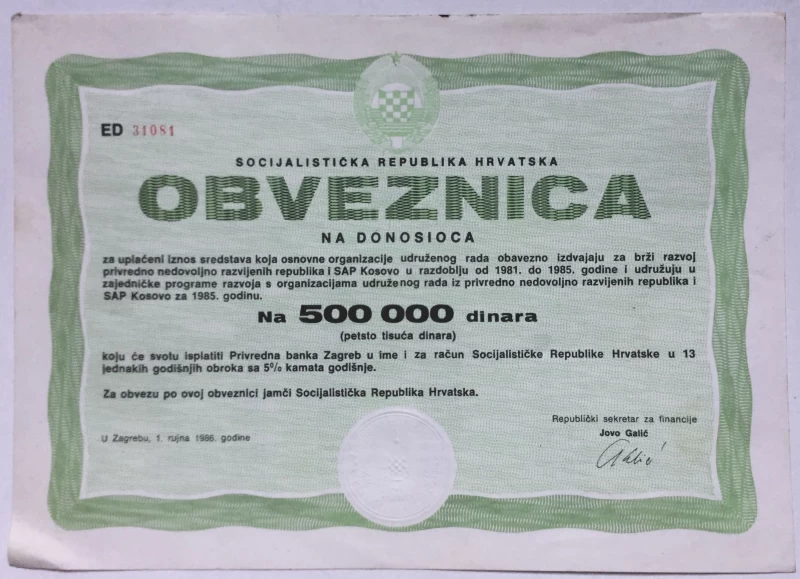 ED 31081
SOCIJALISTIČKA REPUBLIKA HRVATSKA
OBVEZNICA
NA DONOSIOCA
za uplaćeni iznos sredstava koja osnovne organizacije udruženog rada obavezno izdvajaju za brži razvoj
privredno nedovoljno razvijenih republika i SAP Kosovo u razdoblju od 1981. do 1985. godine i udružuju u
zajedničke programe razvoja s organizacijama udruženog rada iz privredno nedovoljno razvijenih republika i
SAP Kosovo za 1985. godinu.
Na 500 000 dinara
(petsto tisuća dinara)
koju će svotu isplatiti Privredna banka Zagreb u ime i za račun Socijalističke Republike Hrvatske u 13
jednakih godišnjih obroka sa 5% kamata godišnje.
Za obvezu po ovoj obveznici jamči Socijalistička Republika Hrvatska.
Republički sekretar za financije
Jovo Galić
U Zagrebu, 1. rujna 1986. godine
Galić